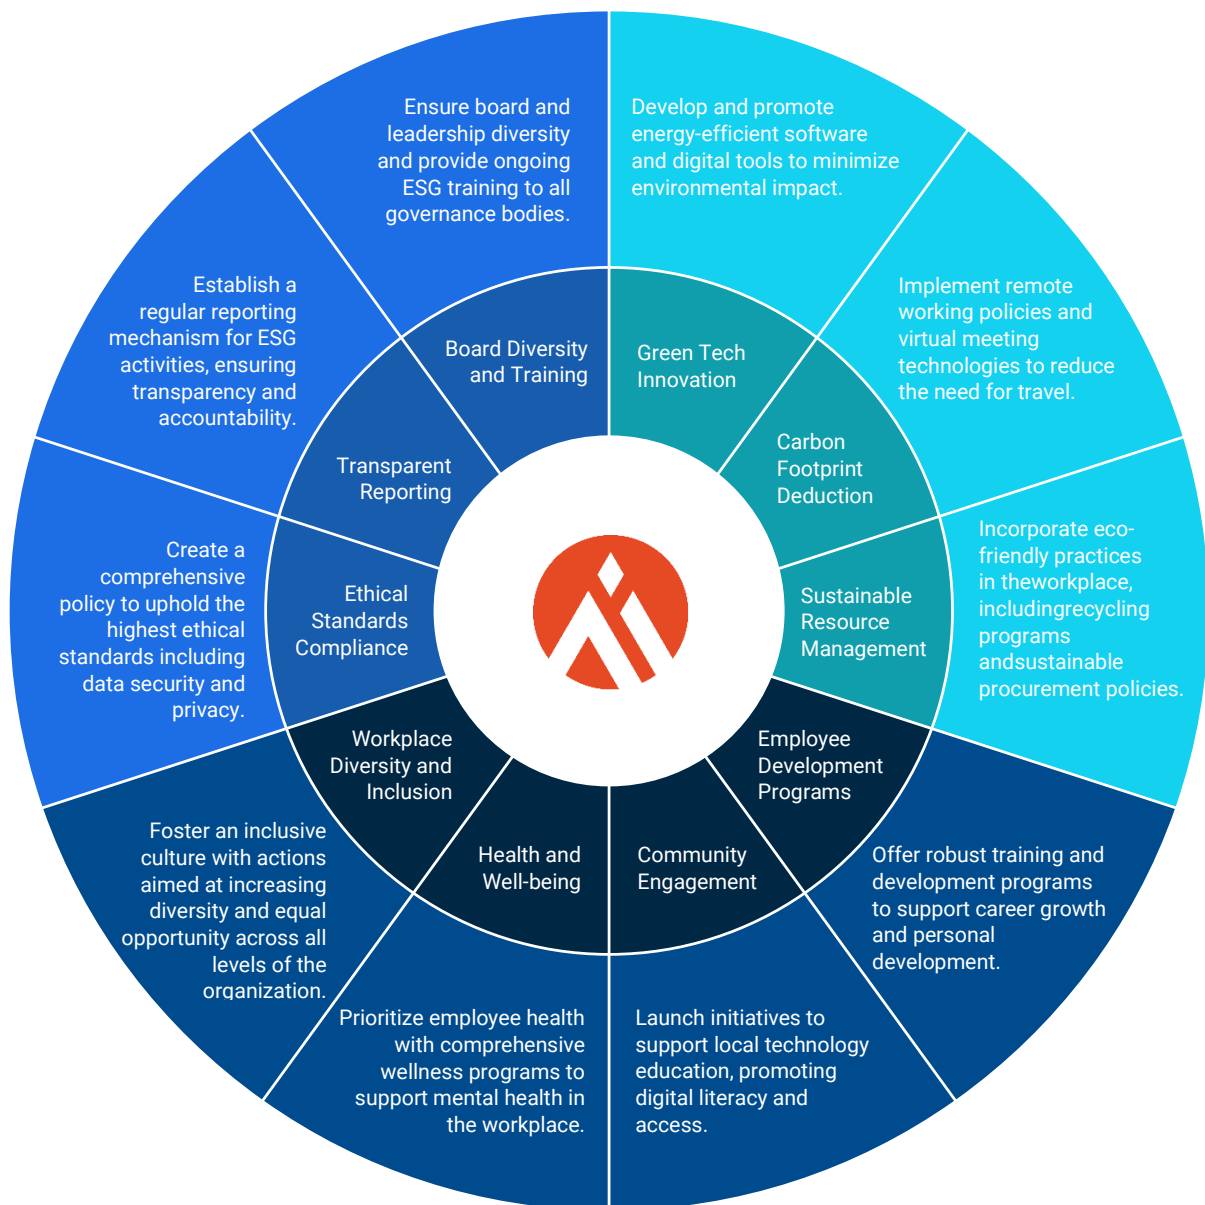 Ensure board and
leadership diversity
and provide ongoing
ESG training to all
governance bodies.
Develop and promote
energy-efficient software
and digital tools to minimize
environmental impact.
Establish a
regular reporting
mechanism for ESG
activities, ensuring
transparency and
accountability.
Implement remote
working policies and
virtual meeting
technologies to reduce
the need for travel.
Board Diversity
and Training
Green Tech
Innovation
Transparent
Reporting
Carbon
Footprint
Deduction
Create a
comprehensive
policy to uphold the
highest ethical
standards including
data security and
privacy.
Ethical
Standards
Compliance
Sustainable
Resource
Management
Incorporate eco-
friendly practices
in theworkplace,
includingrecycling
programs
andsustainable
procurement policies.
Workplace
Diversity and
Inclusion
Employee
Development
Programs
Foster an inclusive
culture with actions
aimed at increasing
diversity and equal
opportunity across all
levels of the
organization.
Health and
Well-being
Community
Engagement
Offer robust training and
development programs
to support career growth
and personal
development.
Prioritize employee health
with comprehensive
wellness programs to
support mental health in
the workplace.
Launch initiatives to
support local technology
education, promoting
digital literacy and
access.